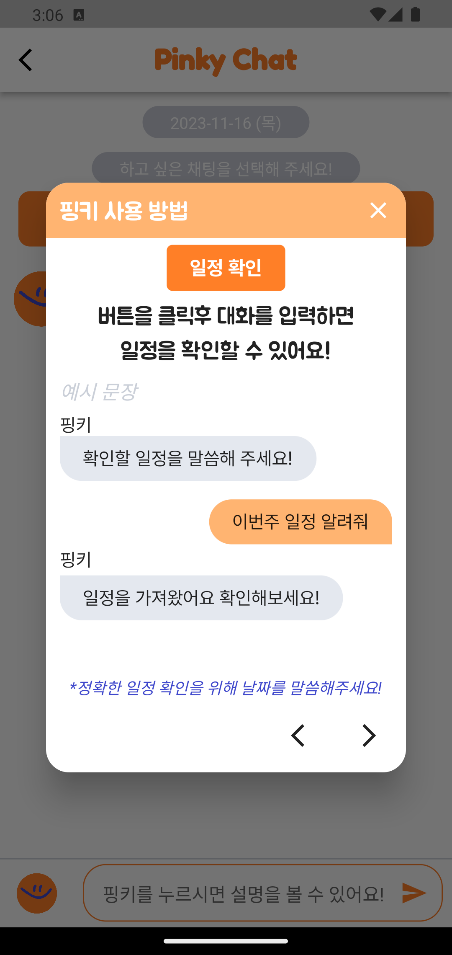 3:06 A
Pinky Chat
2023-11-16 (목)
하고 싶은 채팅을 선택해 주세요!
핑키 사용 방법
일정 확인
버튼을 클릭후 대화를 입력하면
일정을 확인할 수 있어요!
예시 문장
핑키
확인할 일정을 말씀해 주세요!
이번주 일정 알려줘
핑키
일정을 가져왔어요 확인해보세요!
*정확한 일정 확인을 위해 날짜를 말씀해주세요!
핑키를 누르시면 설명을 볼 수 있어요!